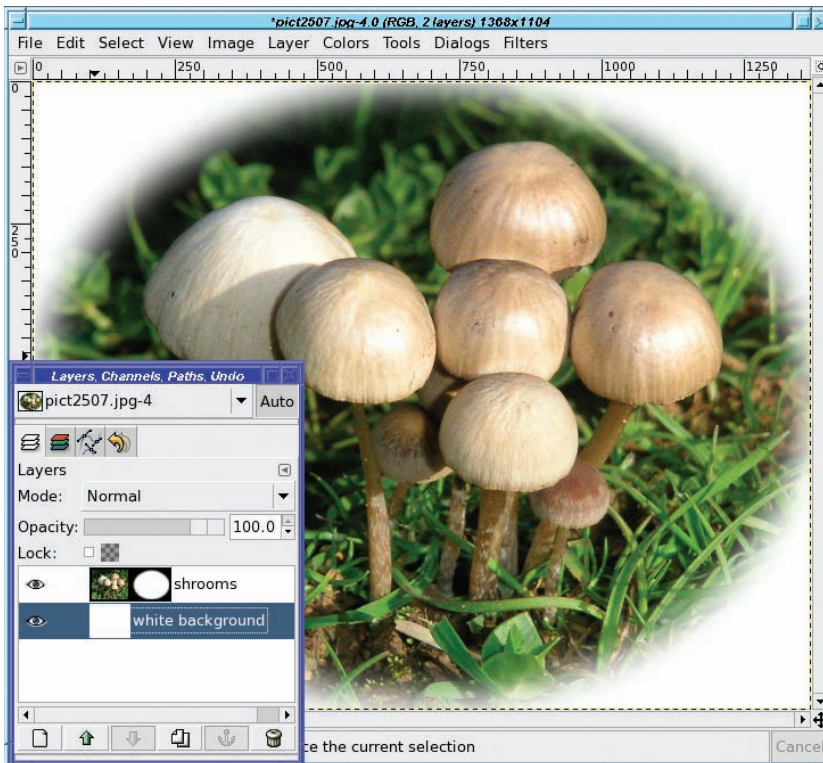 *pict2507.jpg-4.0 (RGB, 2 layers) 1368x1104
File Edit Select View Image Layer Colors Tools Dialogs Filters
0 250 500 750 1000 1250
0
250
Layers, Channels, Paths, Undo
pict2507.jpg-4 Auto
Layers
Mode: Normal
Opacity: 100.0
Lock:
shrooms
white background
ce the current selection Cancel